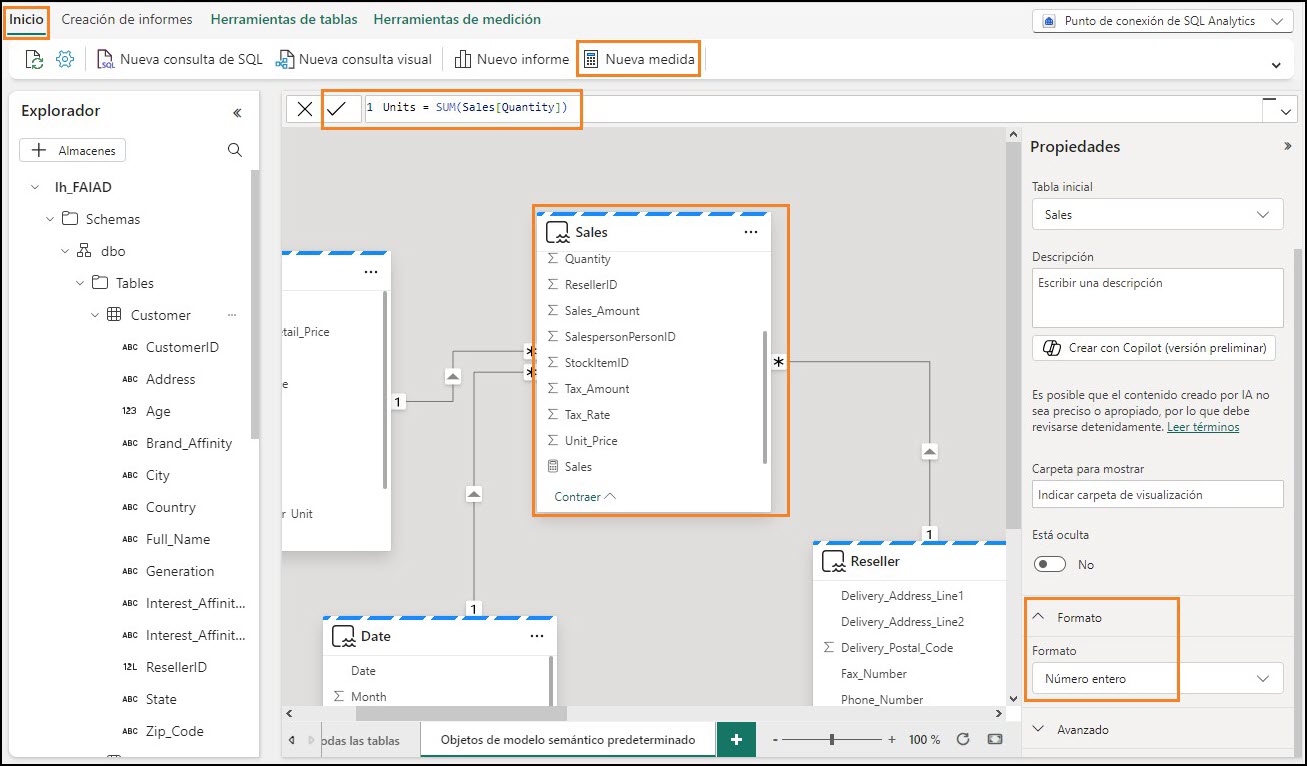 Inicio Creación de informes Herramientas de tablas Herramientas de medición
Punto de conexión de SQL Analytics
SQL Nueva consulta de SQL Nueva consulta visual Nuevo informe Nueva medida
Explorador
Almacenes
lh_FAIAD
Schemas
dbo
Tables
Customer ...
ABC CustomerID
ABC Address
123 Age
ABC Brand_Affinity
ABC City
ABC Country
ABC Full_Name
ABC Generation
ABC Interest_Affinit...
ABC Interest_Affinit...
12L ResellerID
ABC State
ABC Zip_Code
1 Units = SUM(Sales[Quantity])
etail_Price
r Unit
1
Sales
Σ Quantity
Σ ResellerID
Σ Sales_Amount
Σ SalespersonPersonID
Σ StockItemID
Σ Tax_Amount
Σ Tax_Rate
Σ Unit_Price
Sales
Contraer
*
*
*
1
1
Date
Date
Σ Month
Reseller
Delivery_Address_Line1
Delivery_Address_Line2
Σ Delivery_Postal_Code
Fax_Number
Phone_Number
odas las tablas
Objetos de modelo semántico predeterminado
+
- + 100 %
Propiedades
Tabla inicial
Sales
Descripción
Escribir una descripción
Crear con Copilot (versión preliminar)
Es posible que el contenido creado por IA no
sea preciso o apropiado, por lo que debe
revisarse detenidamente. Leer términos
Carpeta para mostrar
Indicar carpeta de visualización
Está oculta
No
Formato
Formato
Número entero
Avanzado